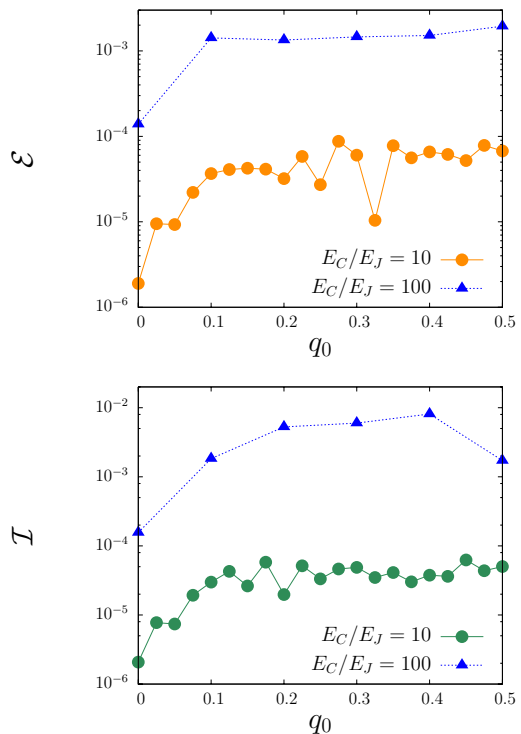 10⁻³
10⁻⁴
10⁻⁵
10⁻⁶
ℰ
E_C/E_J = 10
E_C/E_J = 100
0 0.1 0.2 0.3 0.4 0.5
q₀
10⁻²
10⁻³
10⁻⁴
10⁻⁵
10⁻⁶
ℐ
E_C/E_J = 10
E_C/E_J = 100
0 0.1 0.2 0.3 0.4 0.5
q₀